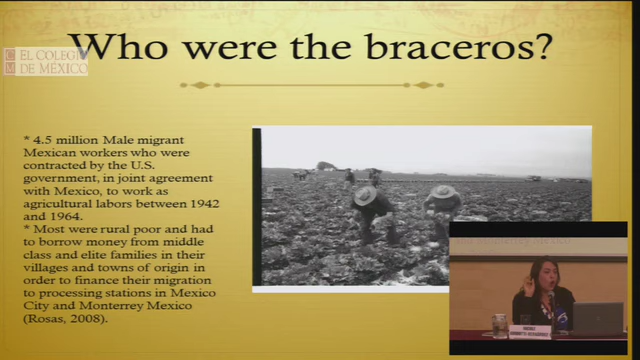 Who were the braceros?
EL COLEGIO
DE MÉXICO
* 4.5 million Male migrant
Mexican workers who were
contracted by the U.S.
government, in joint agreement
with Mexico, to work as
agricultural labors between 1942
and 1964.
* Most were rural poor and had
to borrow money from middle
class and elite families in their
villages and towns of origin in
order to finance their migration
to processing stations in Mexico
City and Monterrey Mexico
(Rosas, 2008).